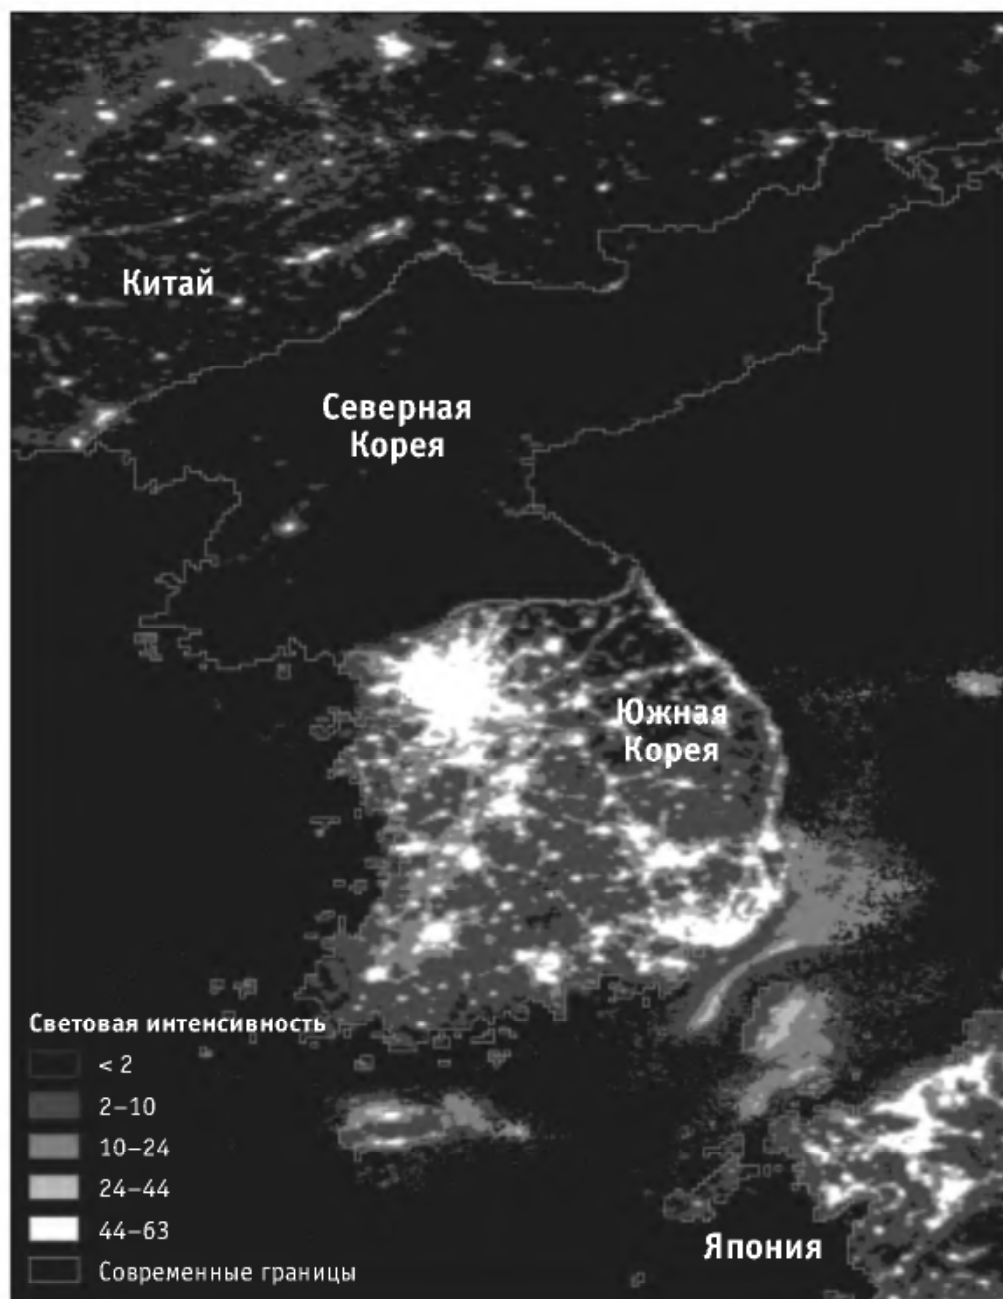 Китай
Северная
Корея
Южная
Корея
Световая интенсивность
< 2
2–10
10–24
24–44
44–63
Современные границы
Япония